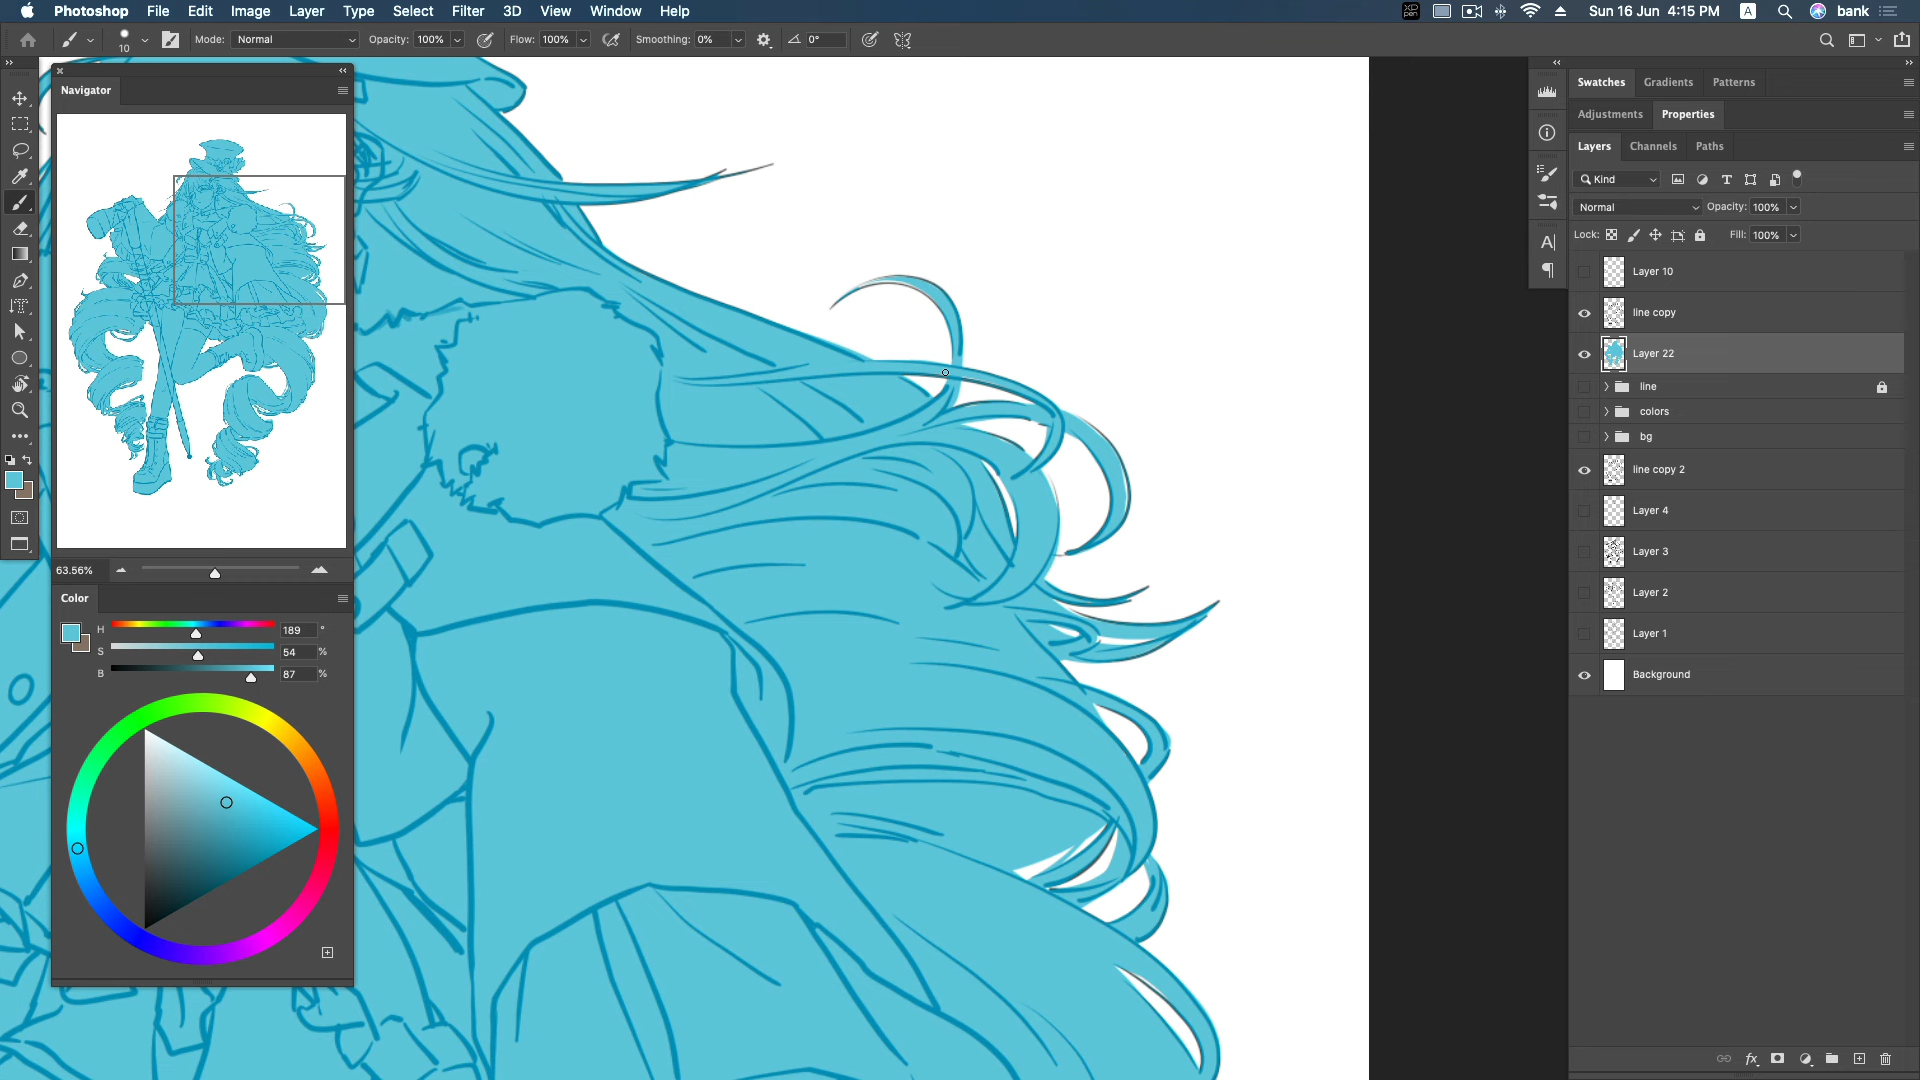 Photoshop File Edit Image Layer Type Select Filter 3D View Window Help
XP pen Sun 16 Jun 4:15 PM A bank
10 Mode: Normal Opacity: 100% Flow: 100% Smoothing: 0% 0°
Navigator
63.56%
Color
H 189 °
S 54 %
B 87 %
Swatches Gradients Patterns
Adjustments Properties
Layers Channels Paths
Kind
Normal Opacity: 100%
Lock: Fill: 100%
Layer 10
line copy
Layer 22
line
colors
bg
line copy 2
Layer 4
Layer 3
Layer 2
Layer 1
Background
fx